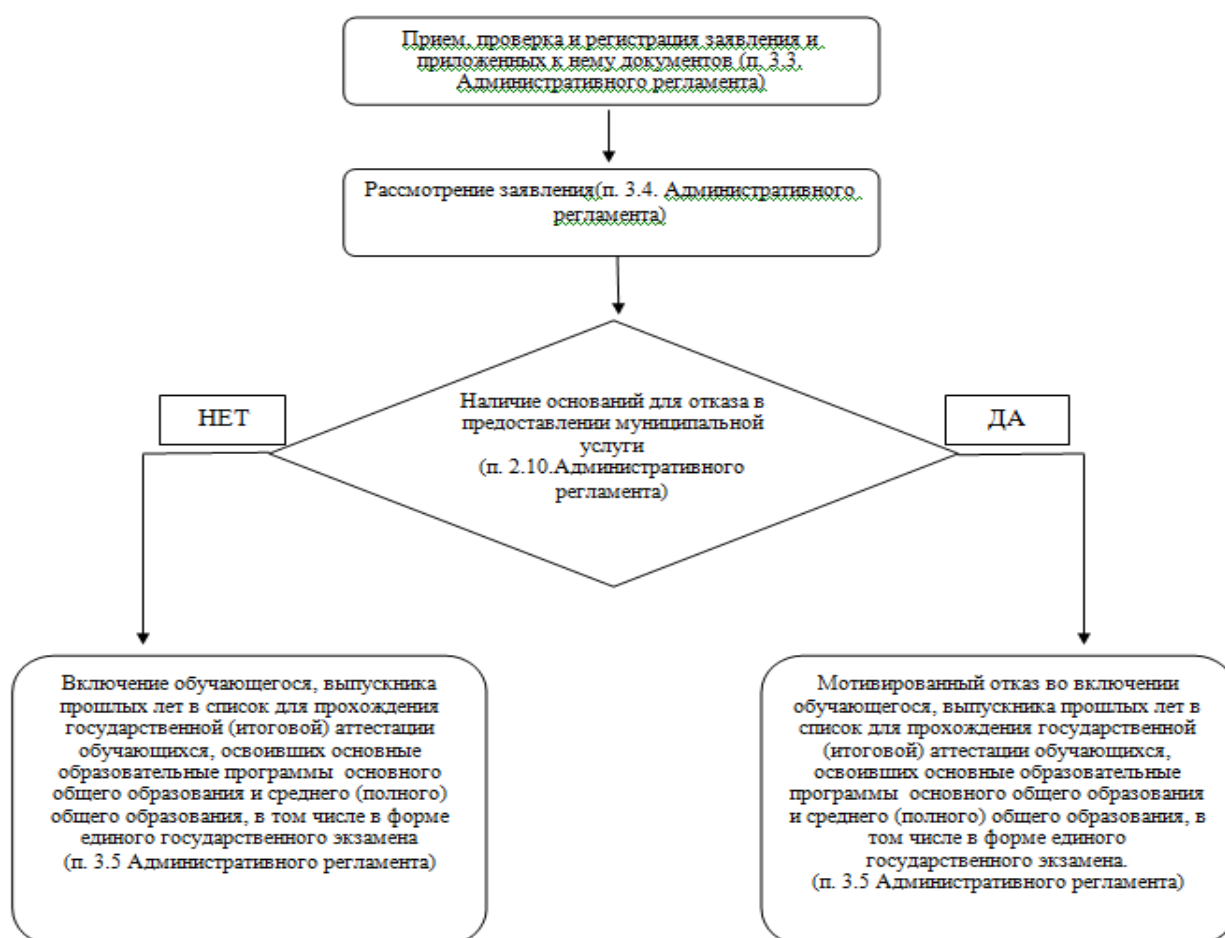 Прием, проверка и регистрация заявления и
приложенных к нему документов (п. 3.3.
Административного регламента)
Рассмотрение заявления(п. 3.4. Административного
регламента)
Наличие оснований для отказа в
предоставлении муниципальной
услуги
(п. 2.10.Административного
регламента)
НЕТ
ДА
Включение обучающегося, выпускника
прошлых лет в список для прохождения
государственной (итоговой) аттестации
обучающихся, освоивших основные
образовательные программы основного
общего образования и среднего (полного)
общего образования, в том числе в форме
единого государственного экзамена
(п. 3.5 Административного регламента)
Мотивированный отказ во включении
обучающегося, выпускника прошлых лет в
список для прохождения государственной
(итоговой) аттестации обучающихся,
освоивших основные образовательные
программы основного общего образования
и среднего (полного) общего образования, в
том числе в форме единого
государственного экзамена.
(п. 3.5 Административного регламента)